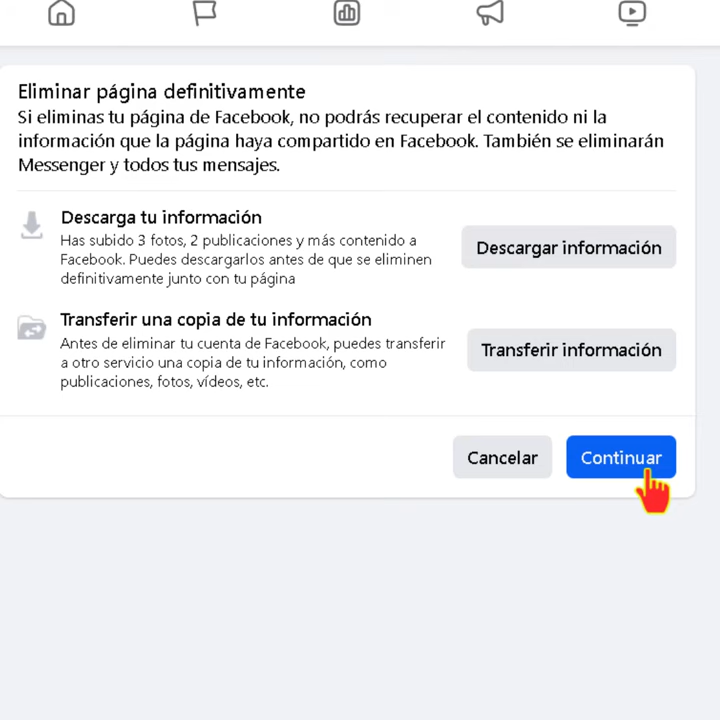 Eliminar página definitivamente
Si eliminas tu página de Facebook, no podrás recuperar el contenido ni la
información que la página haya compartido en Facebook. También se eliminarán
Messenger y todos tus mensajes.
Descarga tu información
Has subido 3 fotos, 2 publicaciones y más contenido a
Facebook. Puedes descargarlos antes de que se eliminen
definitivamente junto con tu página
Descargar información
Transferir una copia de tu información
Antes de eliminar tu cuenta de Facebook, puedes transferir
a otro servicio una copia de tu información, como
publicaciones, fotos, vídeos, etc.
Transferir información
Cancelar
Continuar